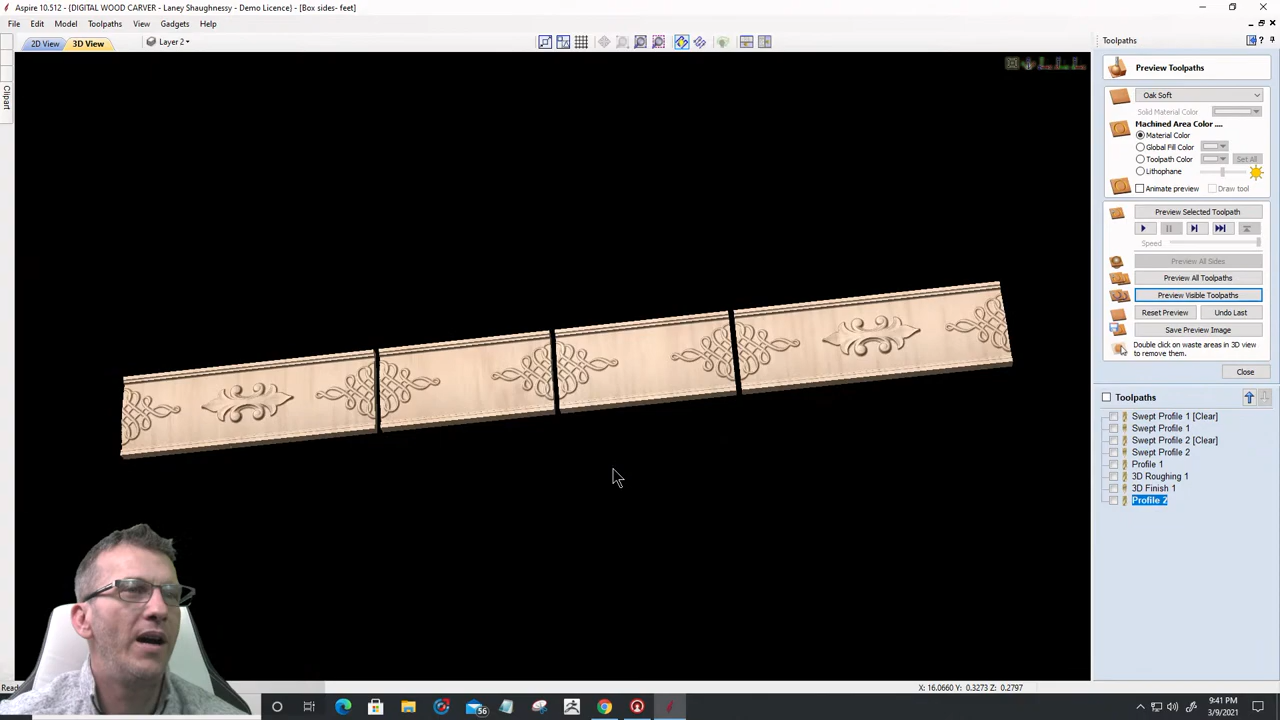 Aspire 10.512 - {DIGITAL WOOD CARVER - Laney Shaughnessy - Demo Licence} - [Box sides- feet]
File Edit Model Toolpaths View Gadgets Help
2D View 3D View Layer 2
Clipart
Toolpaths
Preview Toolpaths
Oak Soft
Solid Material Color
Machined Area Color ....
Material Color
Global Fill Color
Toolpath Color Set All
Lithophane
Animate preview Draw tool
Preview Selected Toolpath
Speed
Preview All Sides
Preview All Toolpaths
Preview Visible Toolpaths
Reset Preview Undo Last
Save Preview Image
Double click on waste areas in 3D view
to remove them.
Close
Toolpaths
Swept Profile 1 [Clear]
Swept Profile 1
Swept Profile 2 [Clear]
Swept Profile 2
Profile 1
3D Roughing 1
3D Finish 1
Profile 2
X: 16.0660 Y: 0.3273 Z: 0.2797
56
9:41 PM
3/9/2021